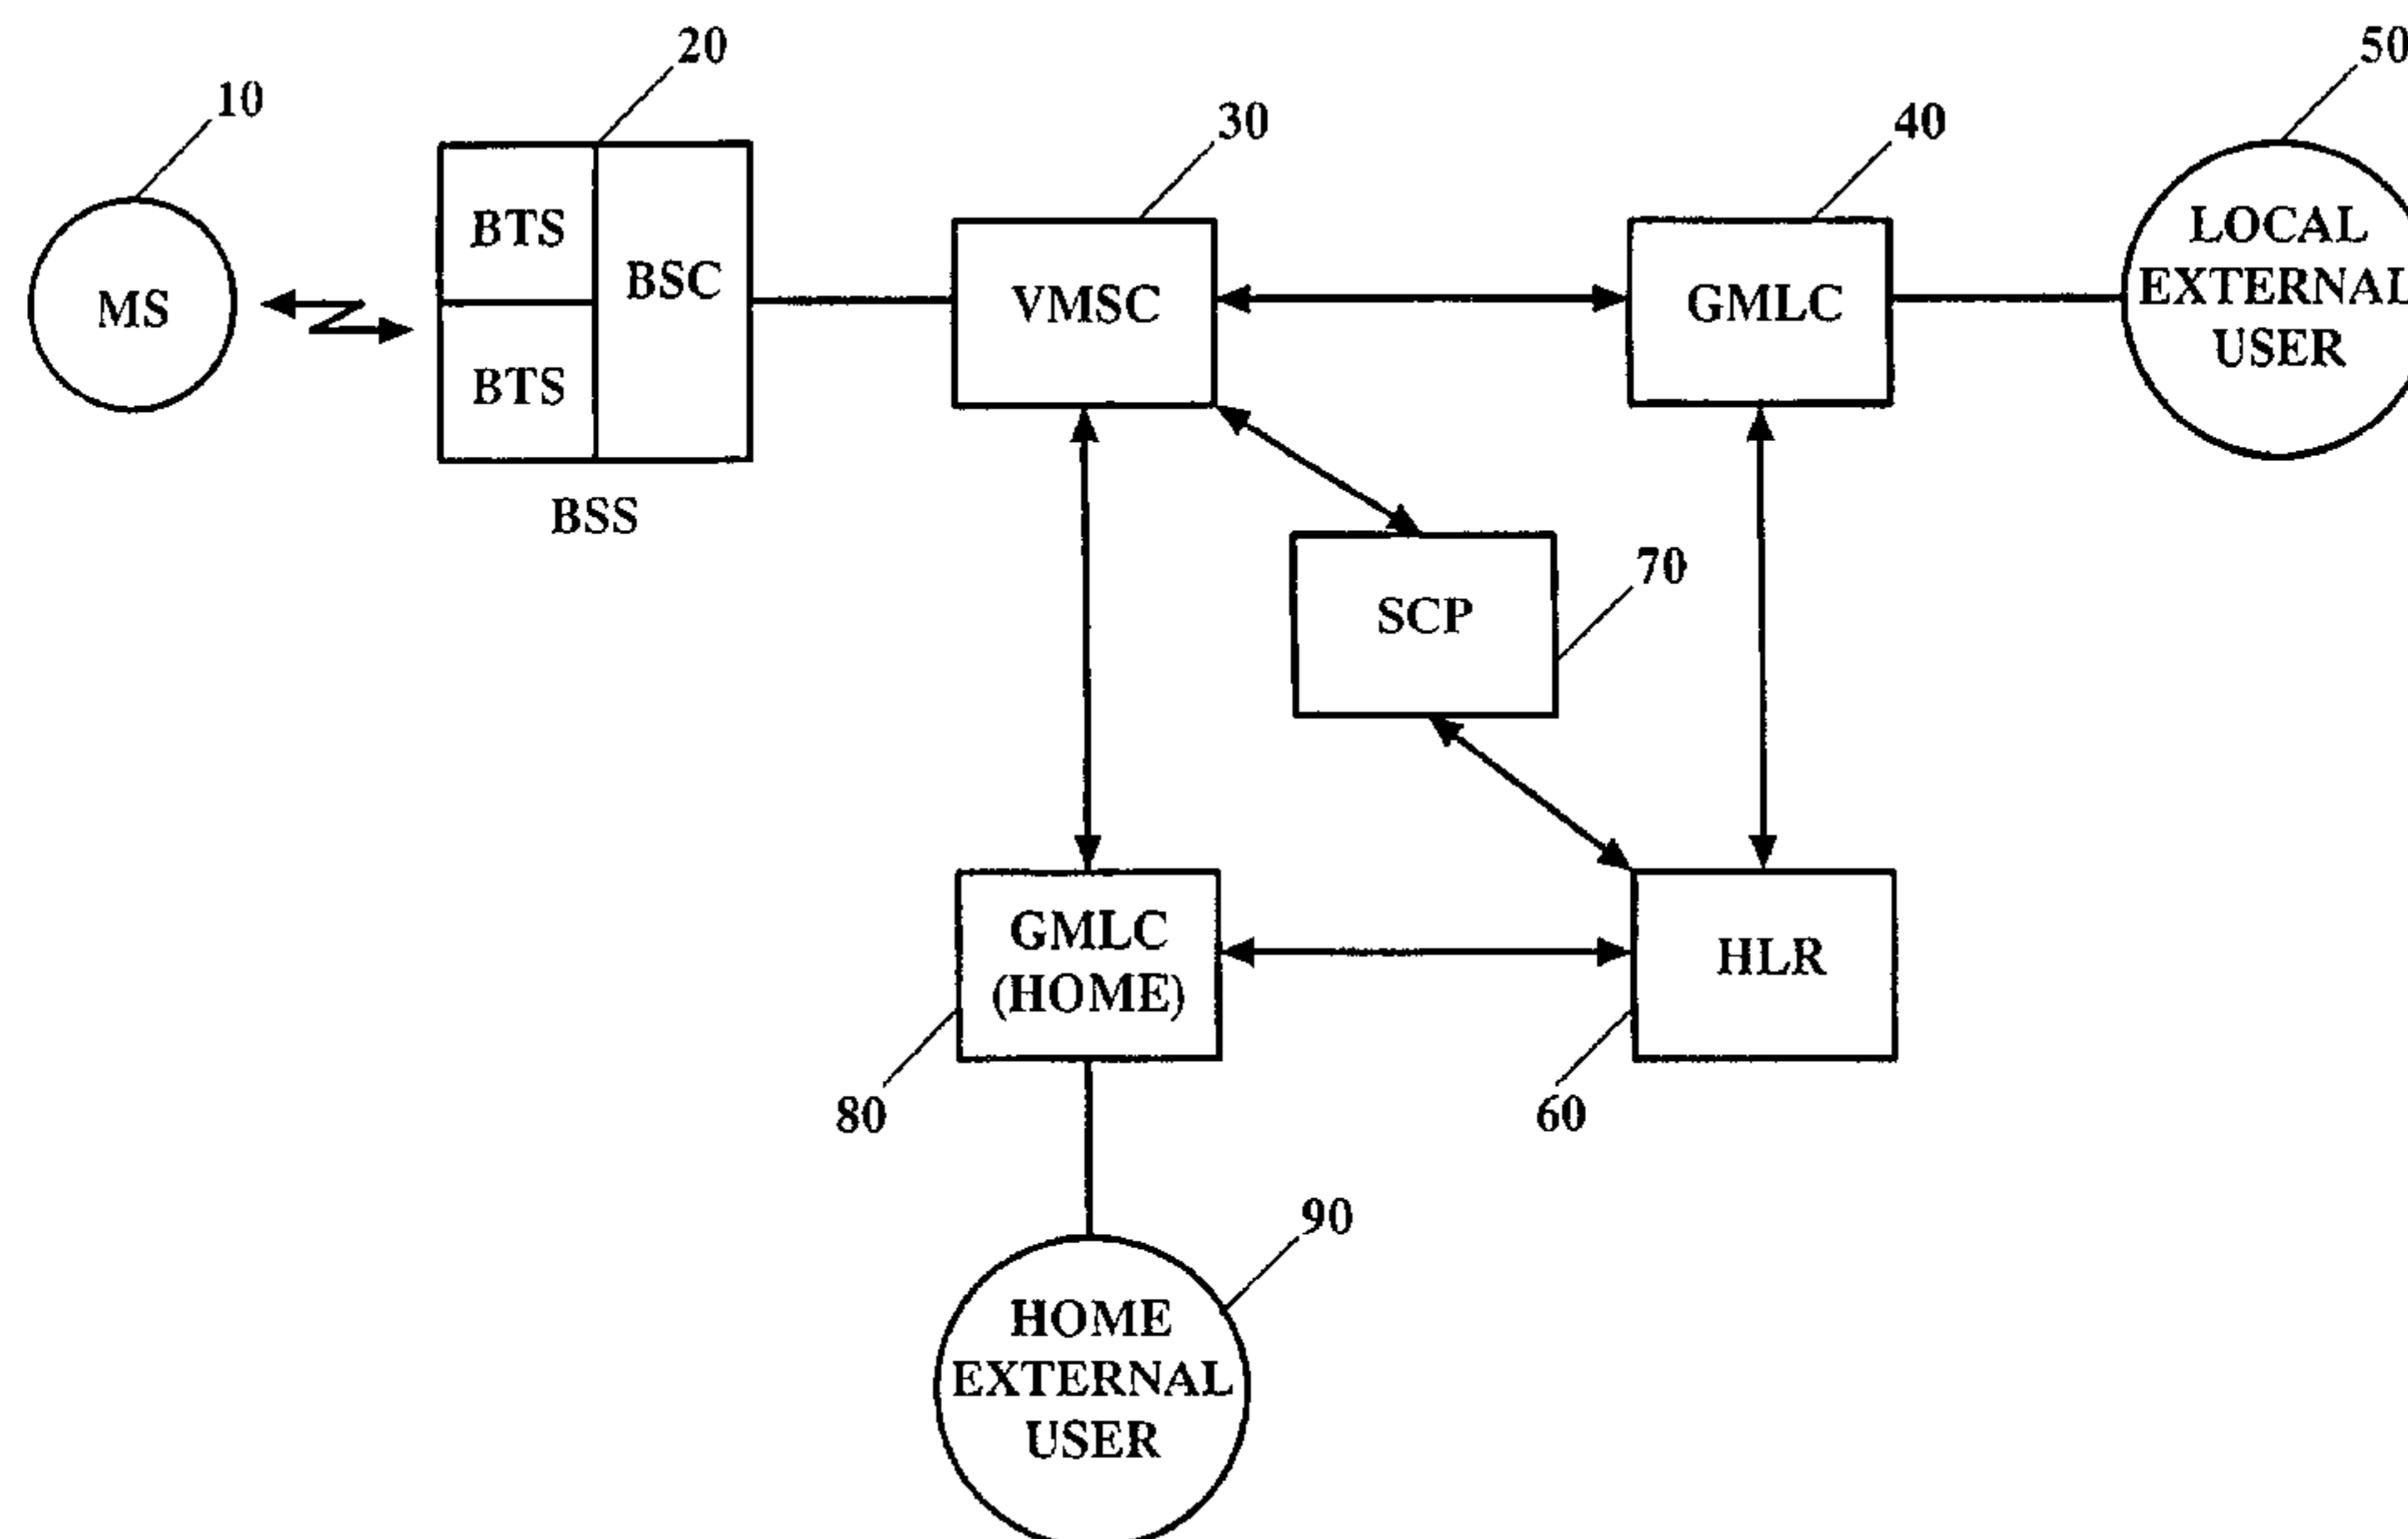 10
20
30
40
50
MS
BTS
BTS
BSC
BSS
VMSC
GMLC
LOCAL
EXTERNAL
USER
SCP
70
GMLC
(HOME)
80
HLR
60
90
HOME
EXTERNAL
USER